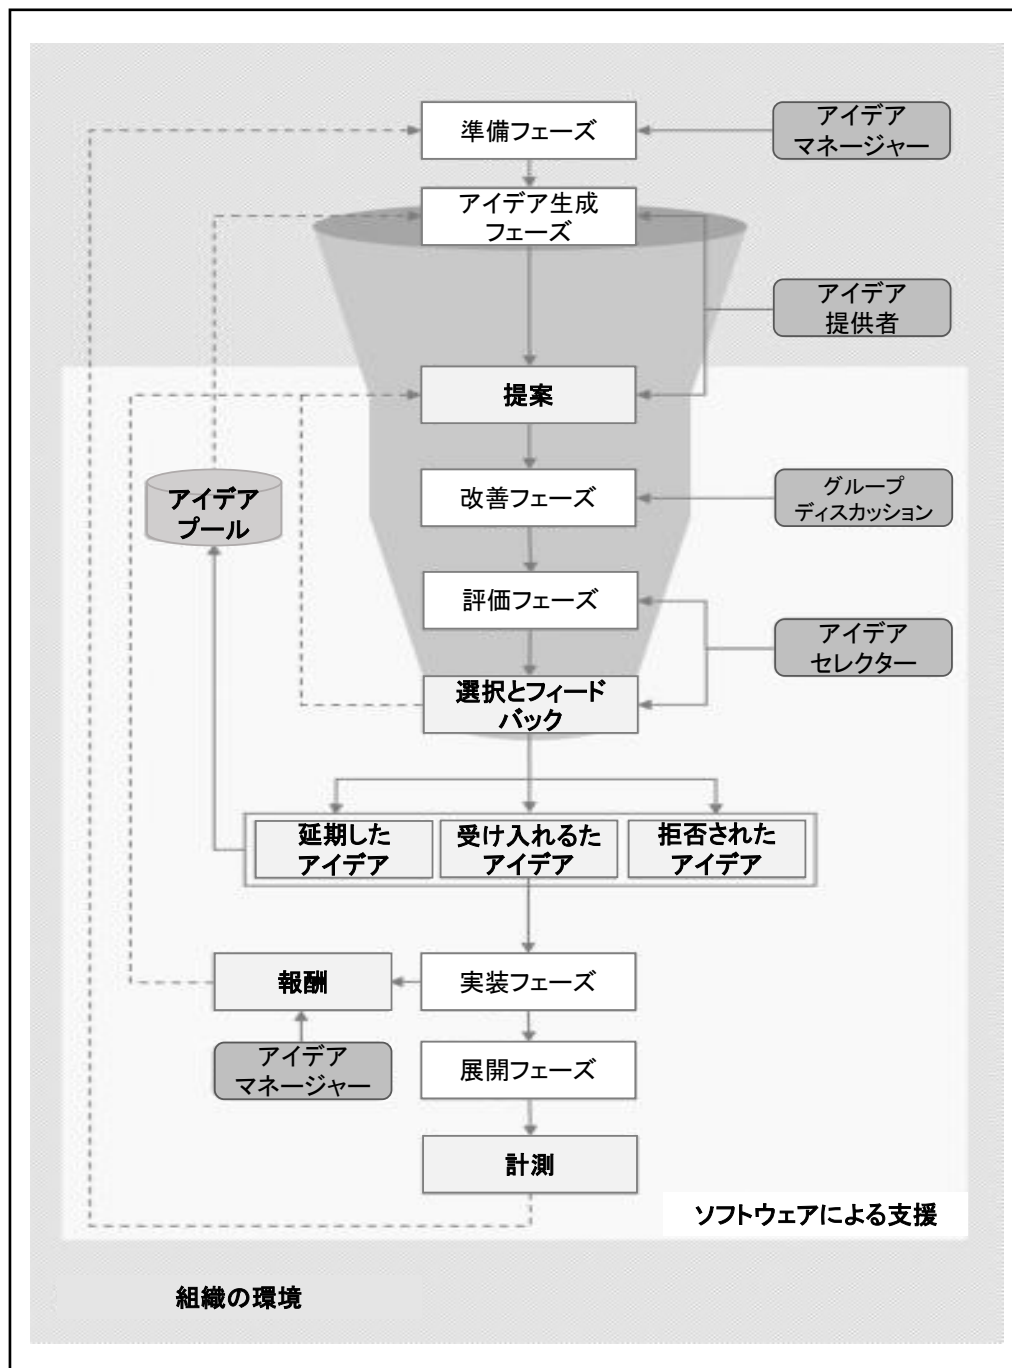 準備フェーズ
アイデア
マネージャー
アイデア生成
フェーズ
アイデア
提供者
提案
アイデア
プール
改善フェーズ
グループ
ディスカッション
評価フェーズ
アイデア
セレクター
選択とフィード
バック
延期した
アイデア
受け入れるた
アイデア
拒否された
アイデア
報酬
実装フェーズ
アイデア
マネージャー
展開フェーズ
計測
ソフトウェアによる支援
組織の環境